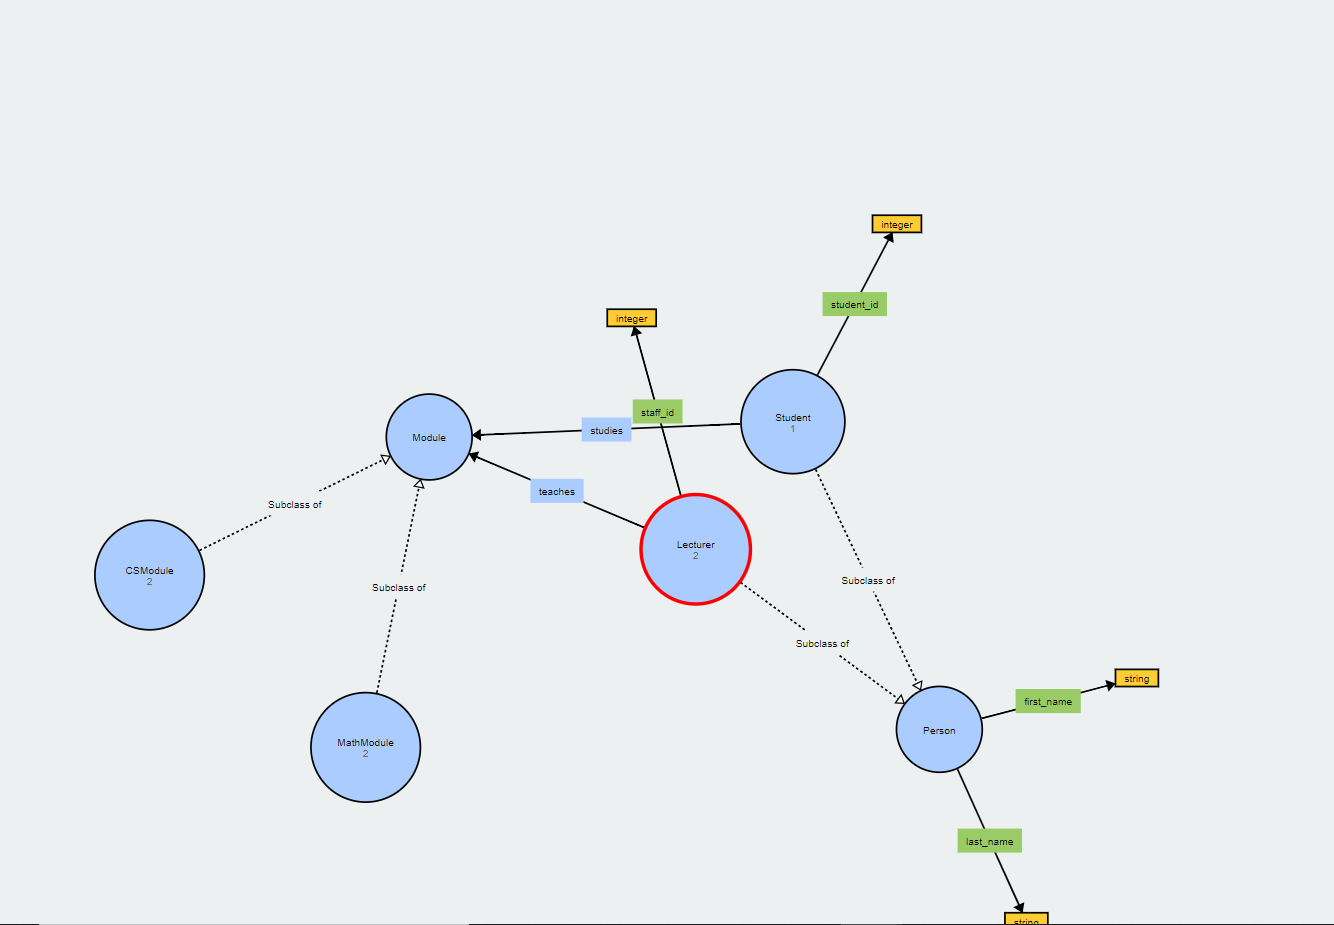 integer
student_id
integer
staff_id
Student
1
studies
Module
teaches
Subclass of
Lecturer
2
CSModule
2
Subclass of
Subclass of
Subclass of
string
first_name
Person
MathModule
2
last_name
string